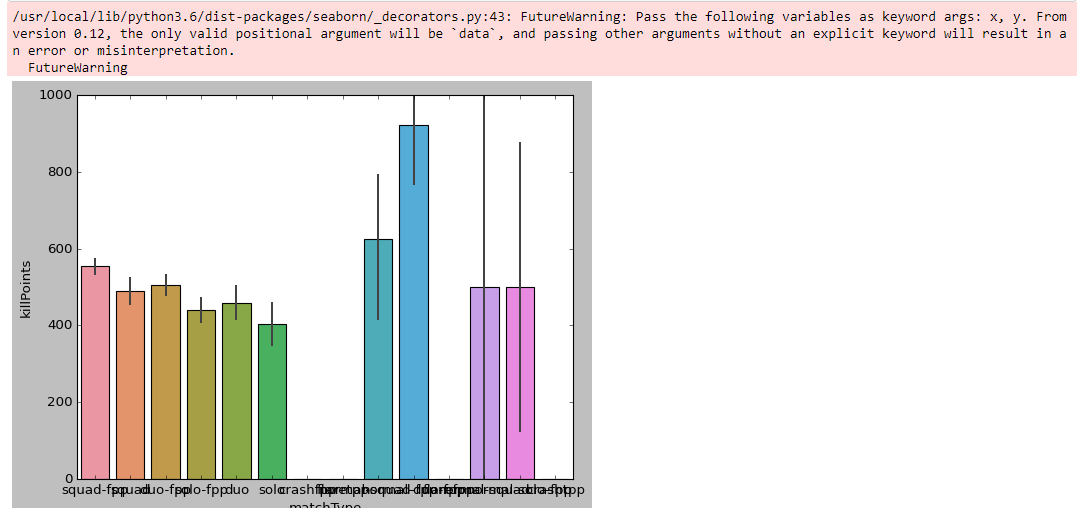 /usr/local/lib/python3.6/dist-packages/seaborn/_decorators.py:43: FutureWarning: Pass the following variables as keyword args: x, y. From
version 0.12, the only valid positional argument will be `data`, and passing other arguments without an explicit keyword will result in a
n error or misinterpretation.
FutureWarning
1000
800
600
killPoints
400
200
0
squad-fpp squad duo-fpp solo-fpp duo solo
matchType